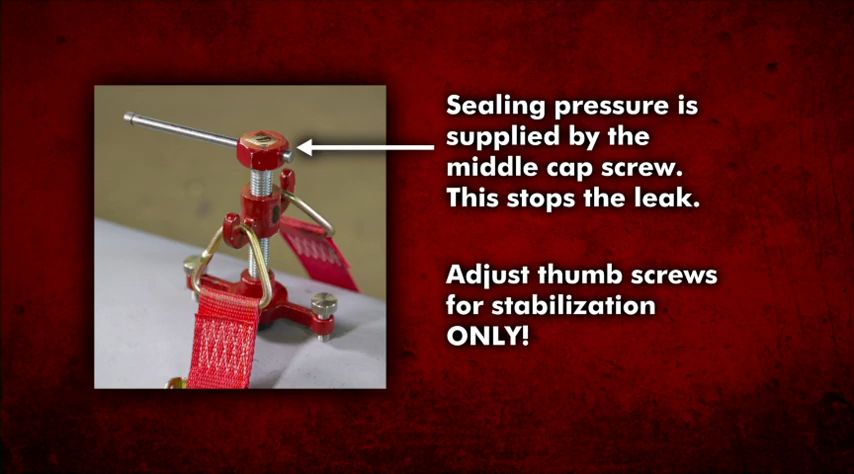 Sealing pressure is
supplied by the
middle cap screw.
This stops the leak.
Adjust thumb screws
for stabilization
ONLY!